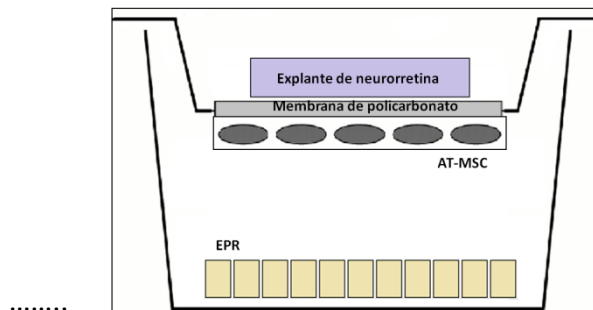 Explante de neurorretina
Membrana de policarbonato
AT-MSC
EPR
........